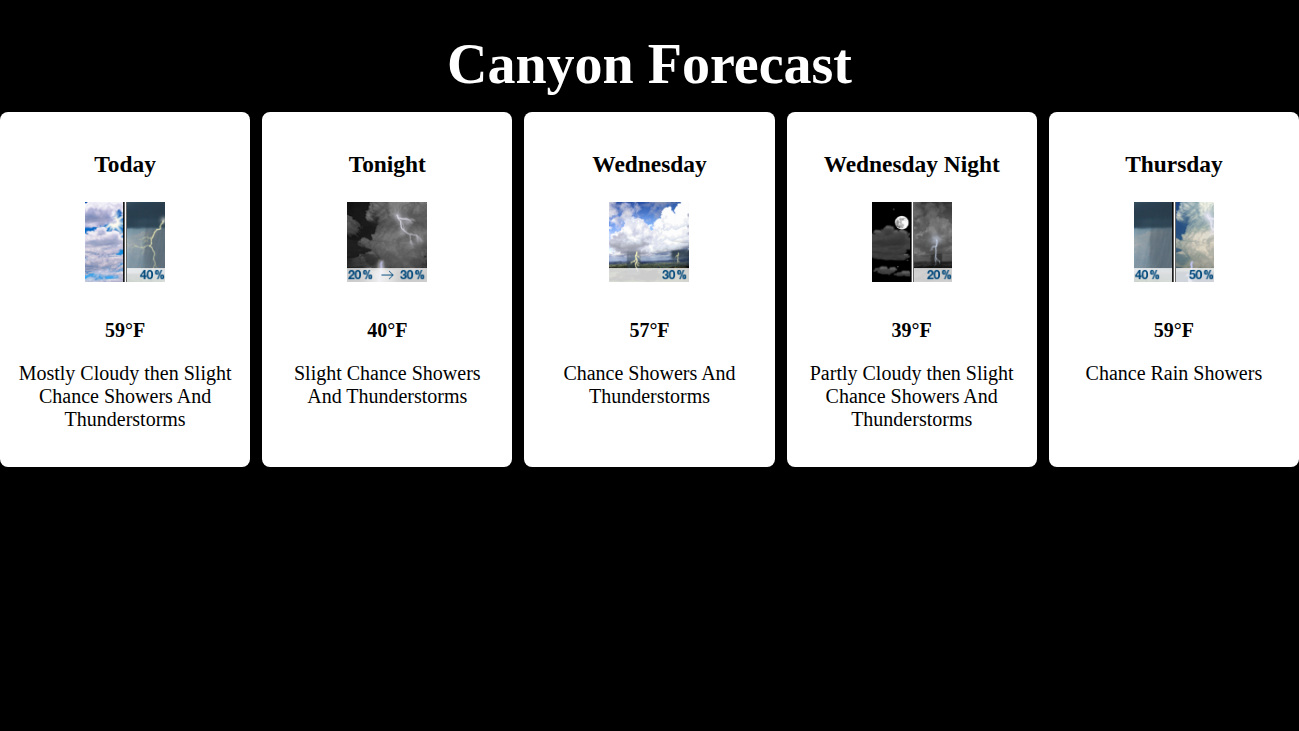 Canyon Forecast
Today
40%
59°F
Mostly Cloudy then Slight
Chance Showers And
Thunderstorms
Tonight
20% → 30%
40°F
Slight Chance Showers
And Thunderstorms
Wednesday
30%
57°F
Chance Showers And
Thunderstorms
Wednesday Night
20%
39°F
Partly Cloudy then Slight
Chance Showers And
Thunderstorms
Thursday
40% 50%
59°F
Chance Rain Showers